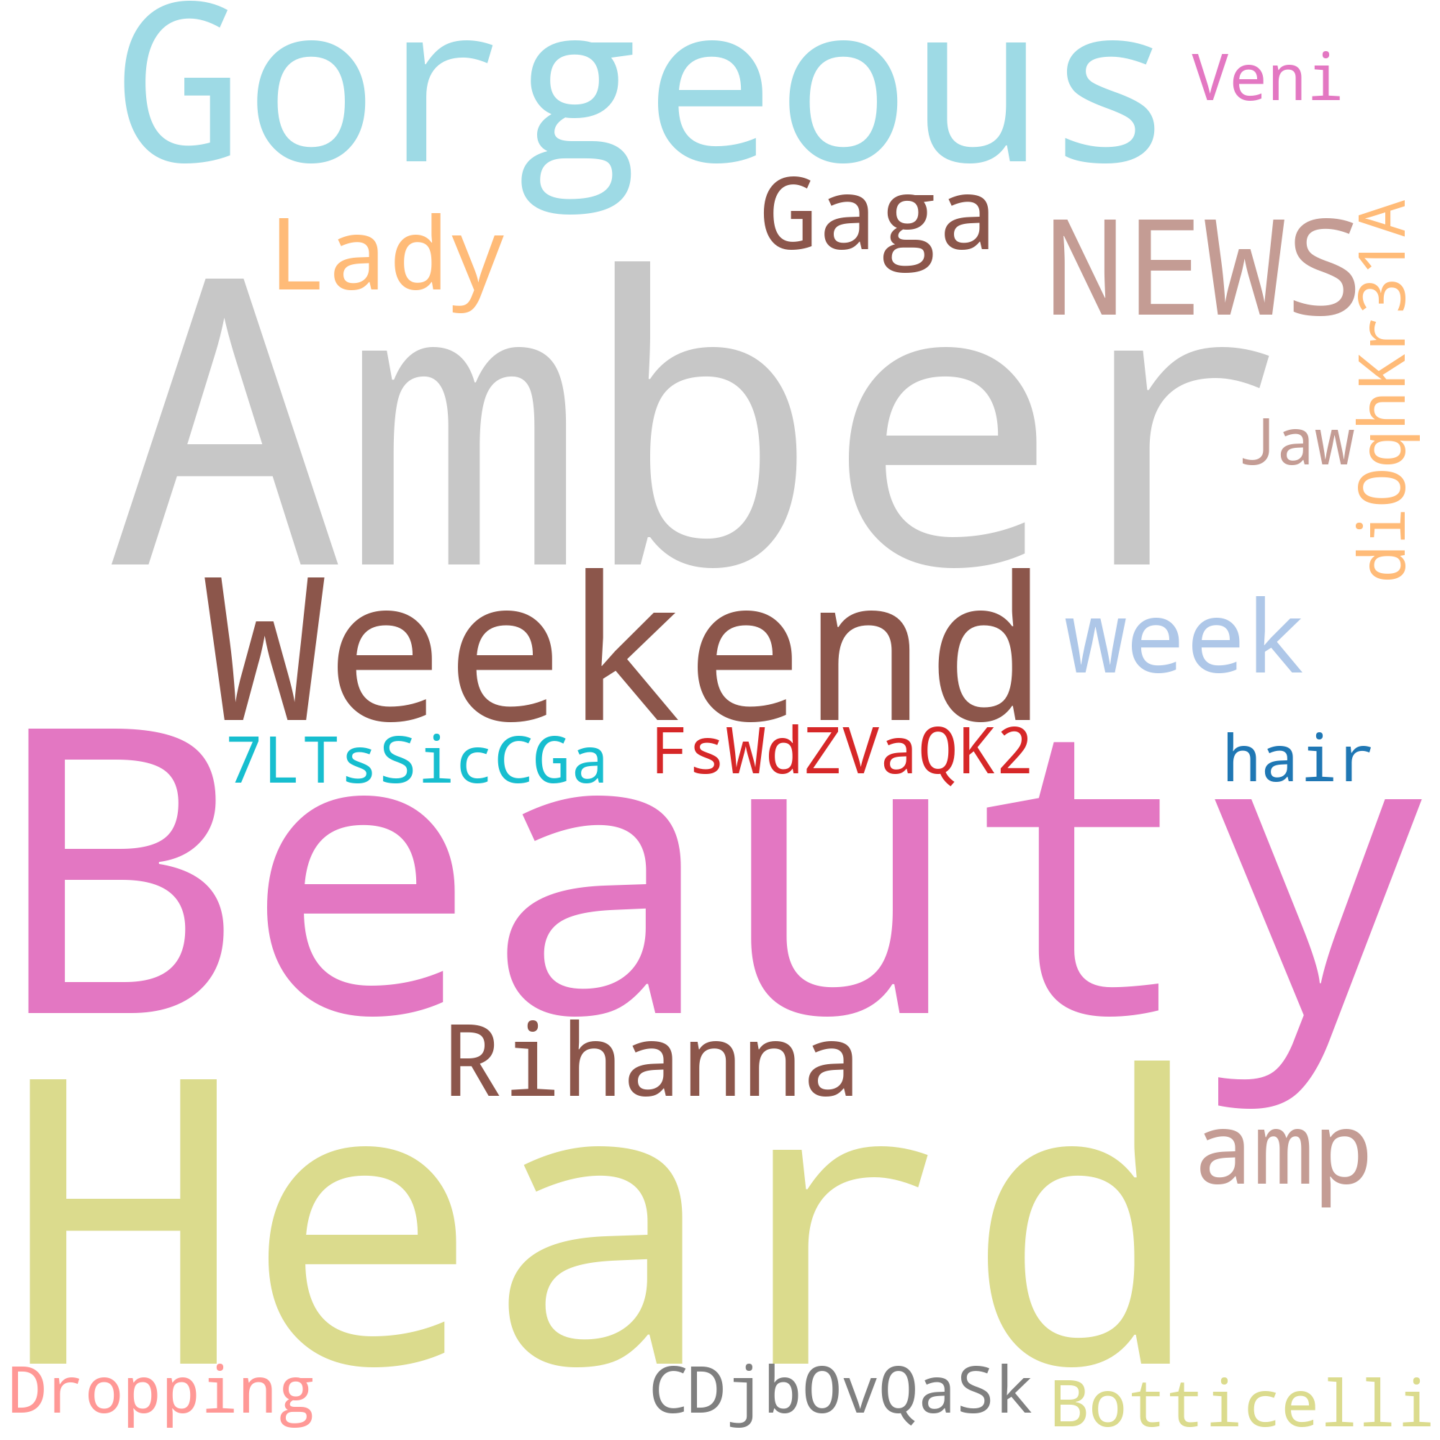 Gorgeous
Veni
Gaga
Lady
NEWS
diOqhKr31A
Amber
Jaw
Weekend
week
7LTsSicCGa
FsWdZVaQK2
hair
Beauty
Rihanna
Heard
amp
Dropping
CDjbOvQaSk
Botticelli